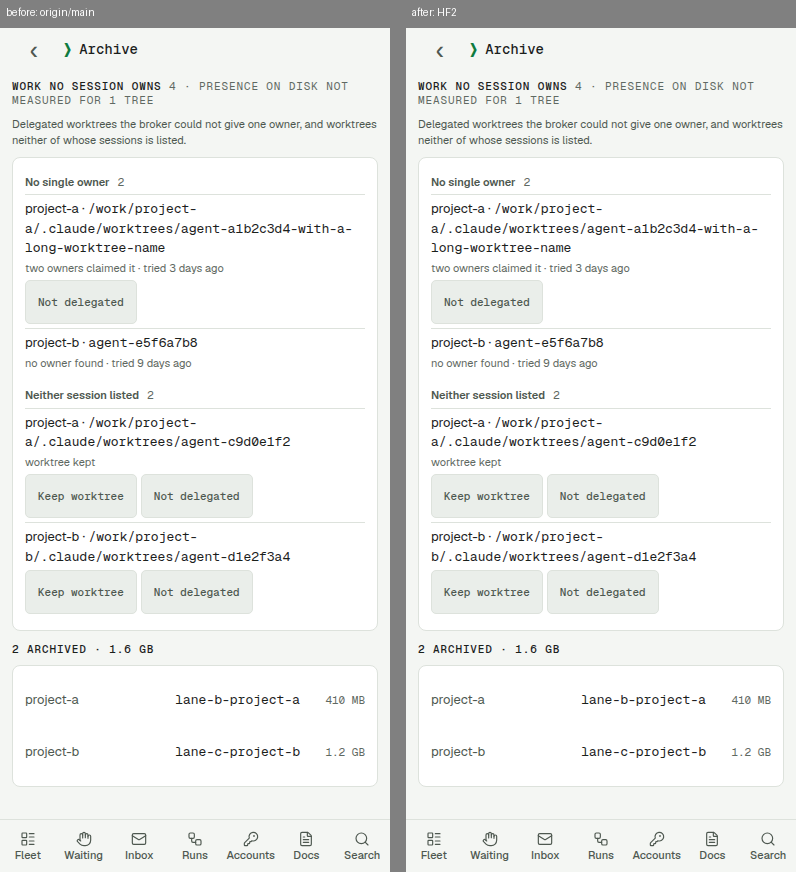 before: origin/main
‹
❯ Archive
WORK NO SESSION OWNS 4 · PRESENCE ON DISK NOT
MEASURED FOR 1 TREE
Delegated worktrees the broker could not give one owner, and worktrees
neither of whose sessions is listed.
No single owner 2
project-a · /work/project-
a/.claude/worktrees/agent-a1b2c3d4-with-a-
long-worktree-name
two owners claimed it · tried 3 days ago
Not delegated
project-b · agent-e5f6a7b8
no owner found · tried 9 days ago
Neither session listed 2
project-a · /work/project-
a/.claude/worktrees/agent-c9d0e1f2
worktree kept
Keep worktree Not delegated
project-b · /work/project-
b/.claude/worktrees/agent-d1e2f3a4
Keep worktree Not delegated
2 ARCHIVED · 1.6 GB
project-a lane-b-project-a 410 MB
project-b lane-c-project-b 1.2 GB
Fleet Waiting Inbox Runs Accounts Docs Search
after: HF2
‹
❯ Archive
WORK NO SESSION OWNS 4 · PRESENCE ON DISK NOT
MEASURED FOR 1 TREE
Delegated worktrees the broker could not give one owner, and worktrees
neither of whose sessions is listed.
No single owner 2
project-a · /work/project-
a/.claude/worktrees/agent-a1b2c3d4-with-a-
long-worktree-name
two owners claimed it · tried 3 days ago
Not delegated
project-b · agent-e5f6a7b8
no owner found · tried 9 days ago
Neither session listed 2
project-a · /work/project-
a/.claude/worktrees/agent-c9d0e1f2
worktree kept
Keep worktree Not delegated
project-b · /work/project-
b/.claude/worktrees/agent-d1e2f3a4
Keep worktree Not delegated
2 ARCHIVED · 1.6 GB
project-a lane-b-project-a 410 MB
project-b lane-c-project-b 1.2 GB
Fleet Waiting Inbox Runs Accounts Docs Search